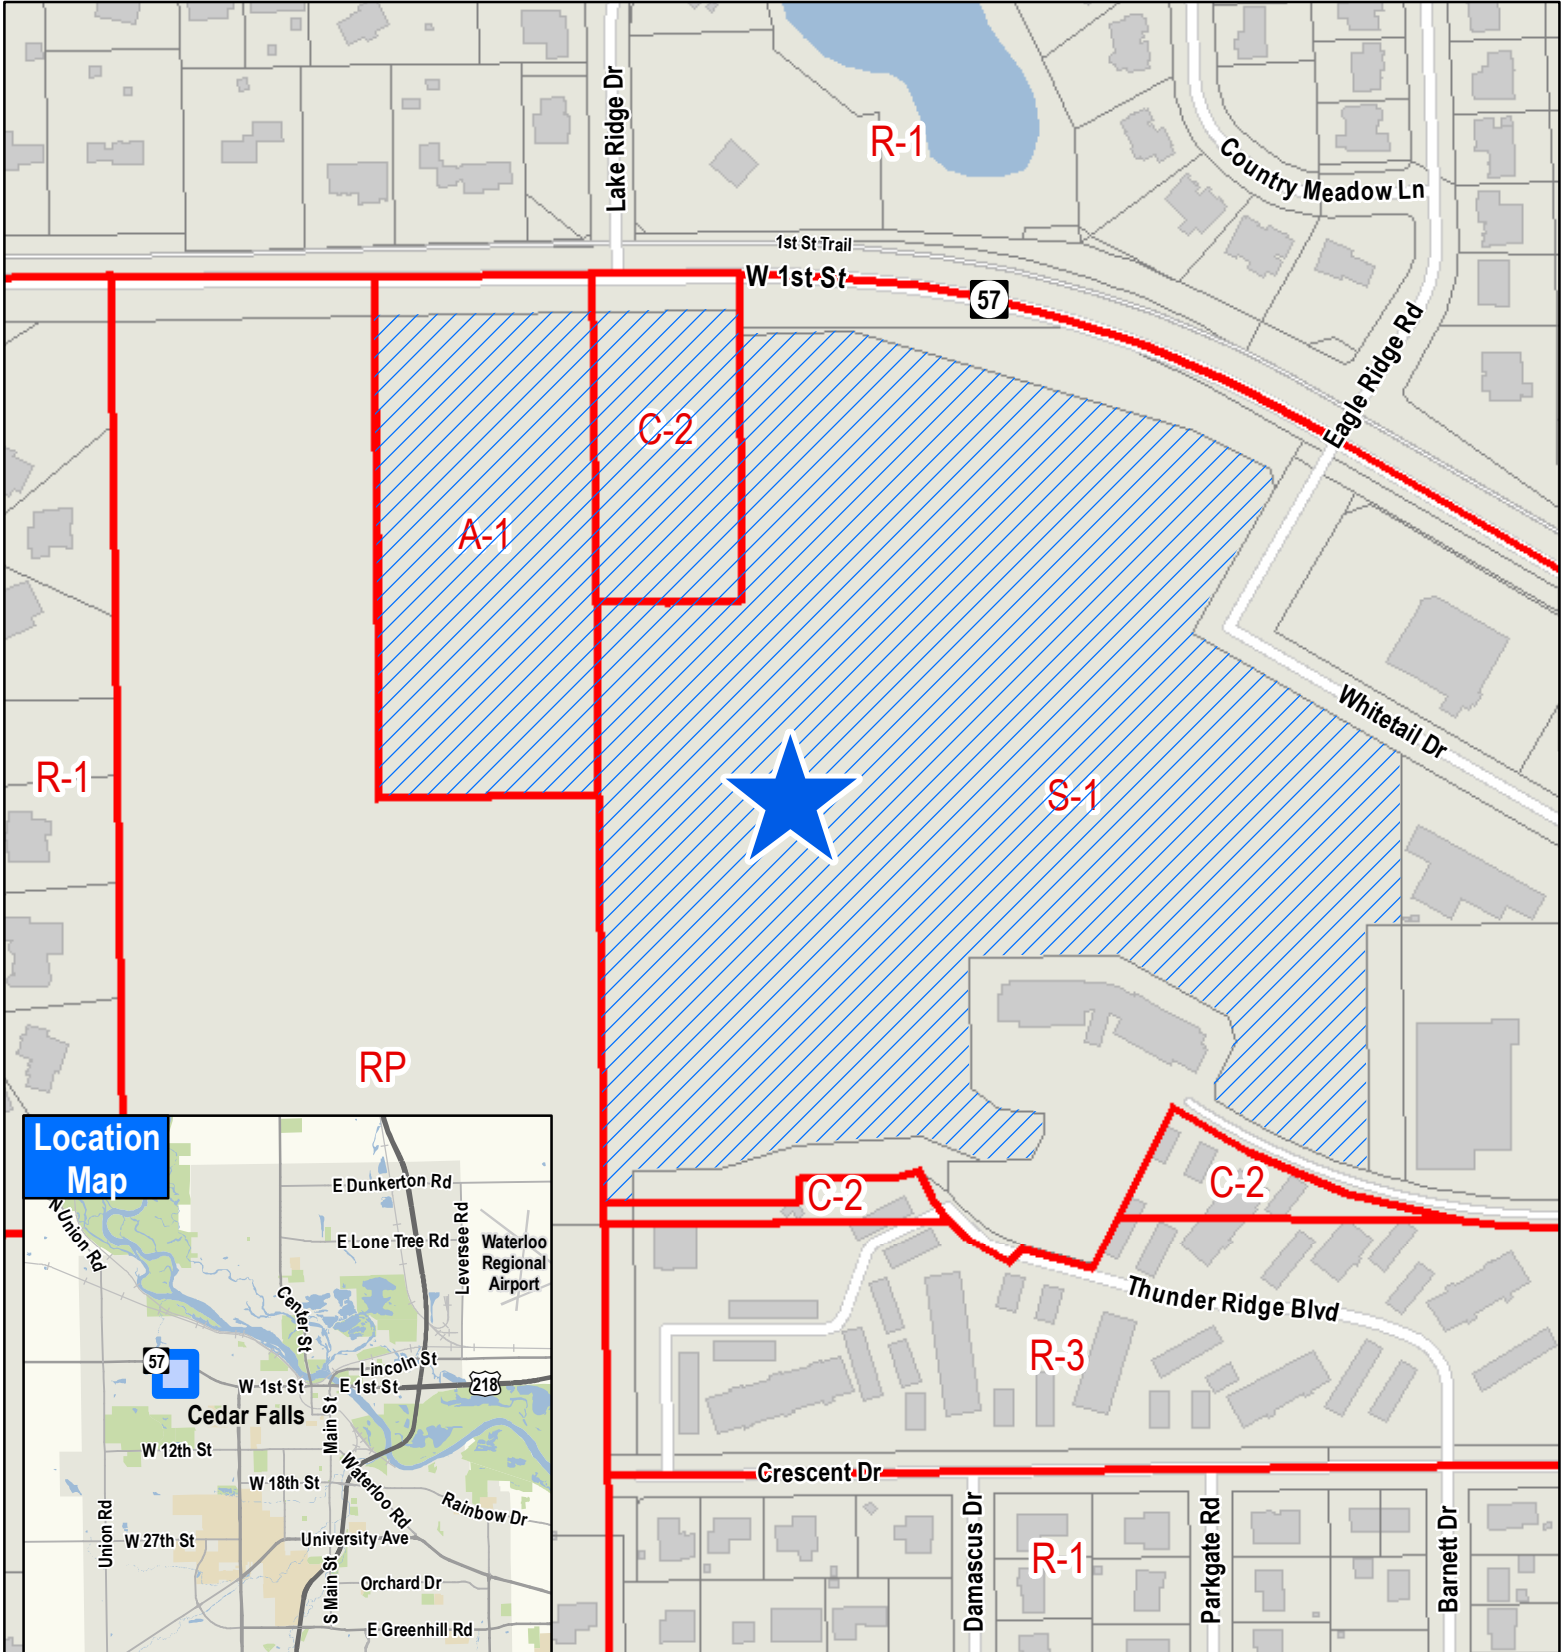 Lake Ridge Dr
R-1
Country Meadow Ln
1st St Trail
W 1st St
57
Eagle Ridge Rd
C-2
A-1
Whitetail Dr
R-1
S-1
RP
C-2
C-2
Thunder Ridge Blvd
R-3
Crescent Dr
Damascus Dr
R-1
Parkgate Rd
Barnett Dr
Location
Map
N Union Rd
E Dunkerton Rd
Leversee Rd
E Lone Tree Rd
Waterloo
Regional
Airport
Center St
57
Lincoln St
W 1st St
E 1st St
218
Cedar Falls
Main St
W 12th St
W 18th St
Waterloo Rd
Rainbow Dr
Union Rd
W 27th St
University Ave
S Main St
Orchard Dr
E Greenhill Rd